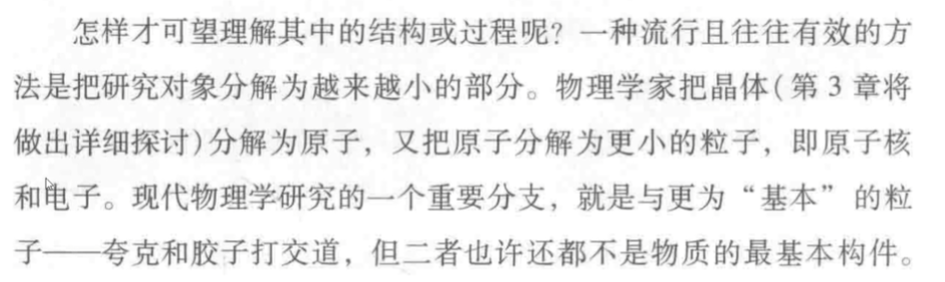 怎样才可望理解其中的结构或过程呢？一种流行且往往有效的方
法是把研究对象分解为越来越小的部分。物理学家把晶体(第 3 章将
做出详细探讨)分解为原子，又把原子分解为更小的粒子，即原子核
和电子。现代物理学研究的一个重要分支，就是与更为“基本”的粒
子——夸克和胶子打交道，但二者也许还都不是物质的最基本构件。